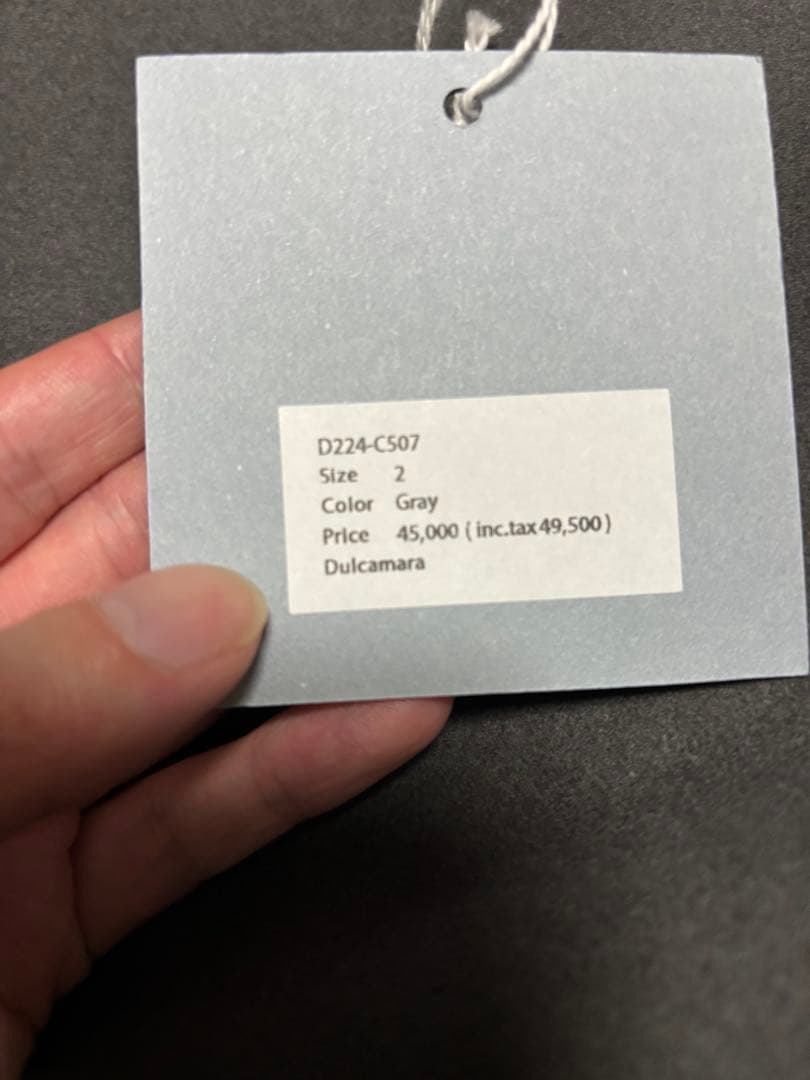 D224-C507
Size 2
Color Gray
Price 45,000 ( inc.tax 49,500 )
Dulcamara